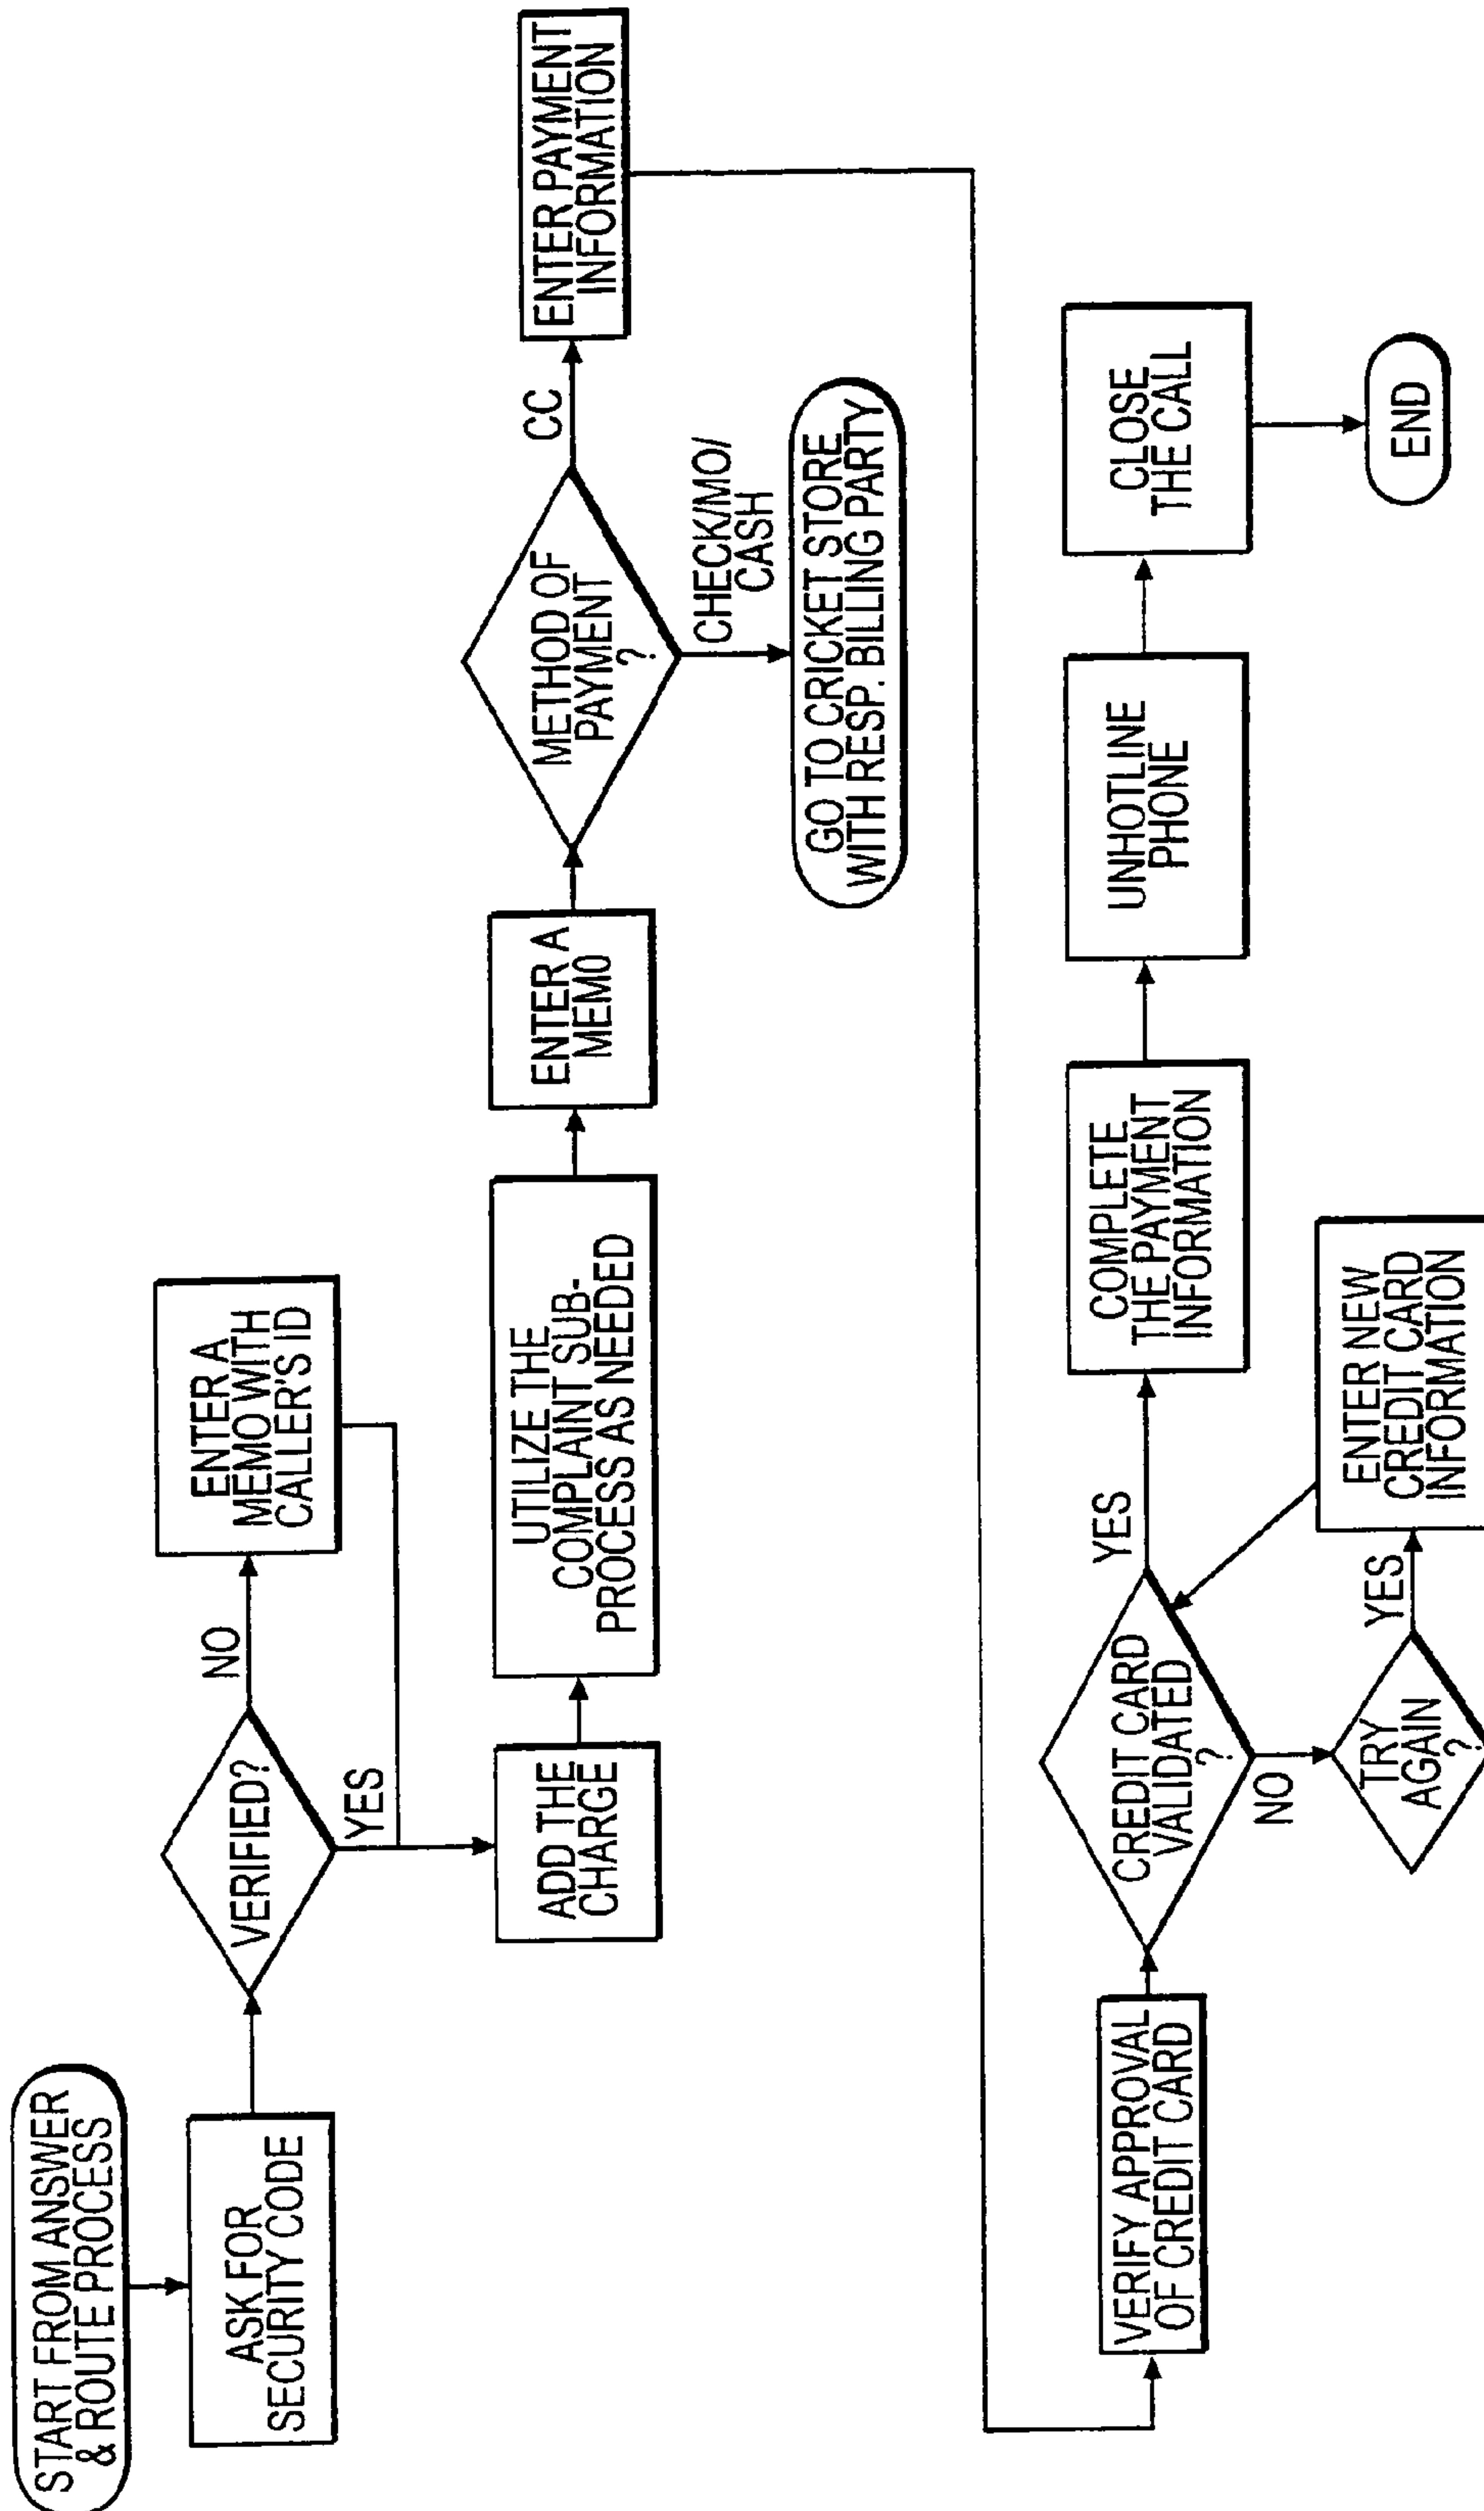 START FROM ANSWER
& ROUTE PROCESS
ASK FOR
SECURITY CODE
VERIFIED?
NO
ENTER A
MEMO WITH
CALLER'S ID
YES
ADD THE
CHARGE
UTILIZE THE
COMPLAINT SUB-
PROCESS AS NEEDED
ENTER A
MEMO
METHOD OF
PAYMENT
?
CC
ENTER PAYMENT
INFORMATION
CHECK/MO/
CASH
GO TO CRICKET STORE
WITH RESP. BILLING PARTY
VERIFY APPROVAL
OF CREDIT CARD
CREDIT CARD
VALIDATED
?
YES
COMPLETE
THE PAYMENT
INFORMATION
UNHOTLINE
PHONE
CLOSE
THE CALL
END
NO
TRY
AGAIN
?
YES
ENTER NEW
CREDIT CARD
INFORMATION